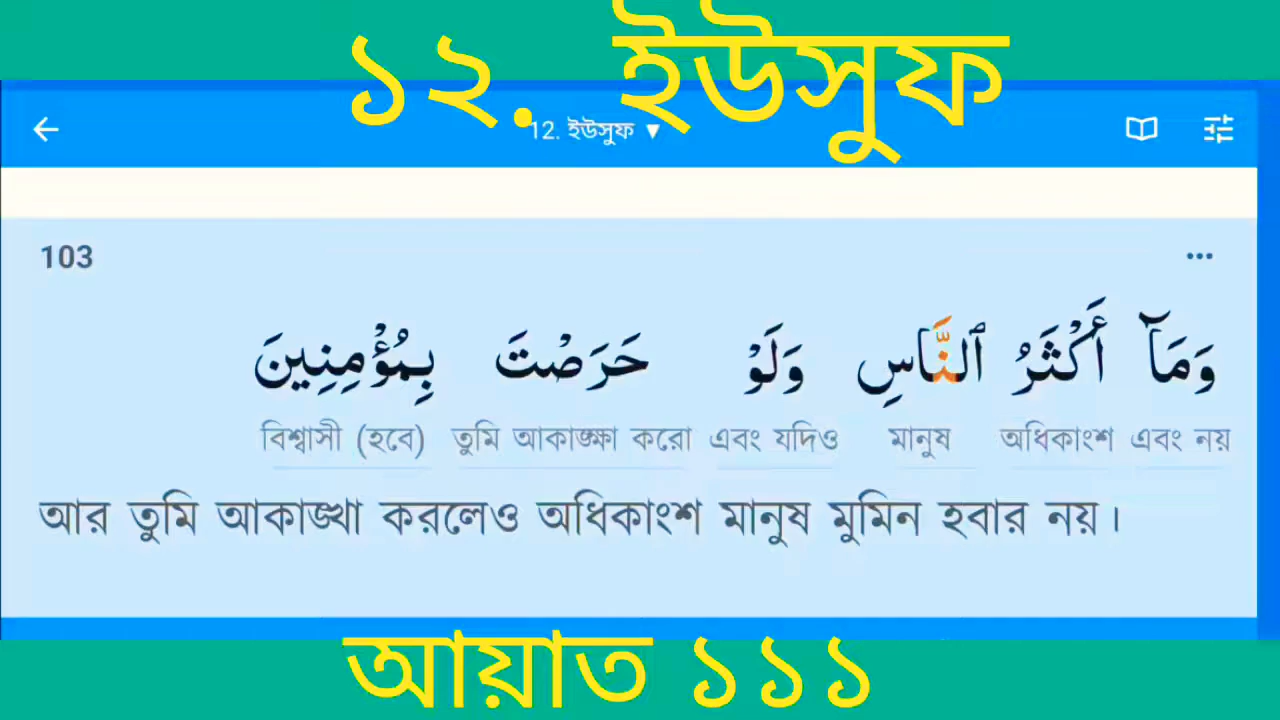 ১২. ইউসুফ
12. ইউসুফ ▼
103
وَمَآ أَكْثَرُ ٱلنَّاسِ وَلَوْ حَرَصْتَ بِمُؤْمِنِينَ
বিশ্বাসী (হবে) তুমি আকাঙ্ক্ষা করো এবং যদিও মানুষ অধিকাংশ এবং নয়
আর তুমি আকাঙ্খা করলেও অধিকাংশ মানুষ মুমিন হবার নয়।
আয়াত ১১১